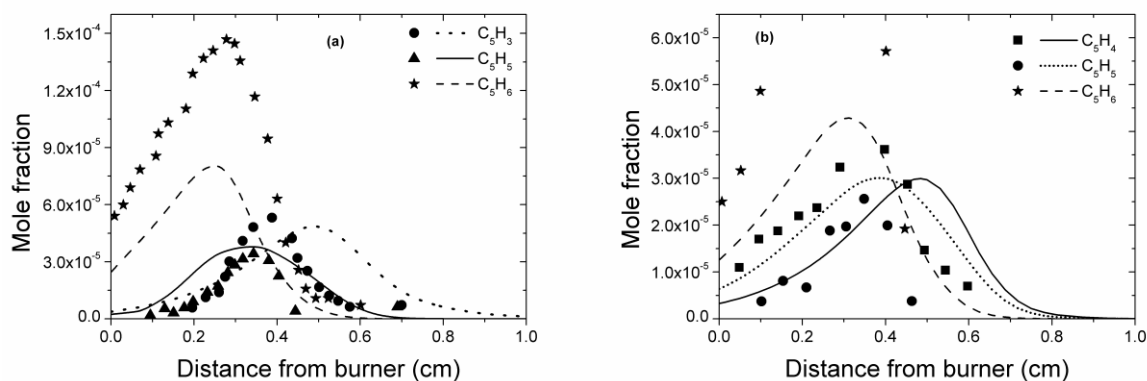 (a)
C₅H₃
C₅H₅
C₅H₆
1.5x10⁻⁴
1.2x10⁻⁴
9.0x10⁻⁵
6.0x10⁻⁵
3.0x10⁻⁵
0.0
Mole fraction
0.0 0.2 0.4 0.6 0.8 1.0
Distance from burner (cm)
(b)
C₅H₄
C₅H₅
C₅H₆
6.0x10⁻⁵
5.0x10⁻⁵
4.0x10⁻⁵
3.0x10⁻⁵
2.0x10⁻⁵
1.0x10⁻⁵
0.0
Mole fraction
0.0 0.2 0.4 0.6 0.8 1.0
Distance from burner (cm)